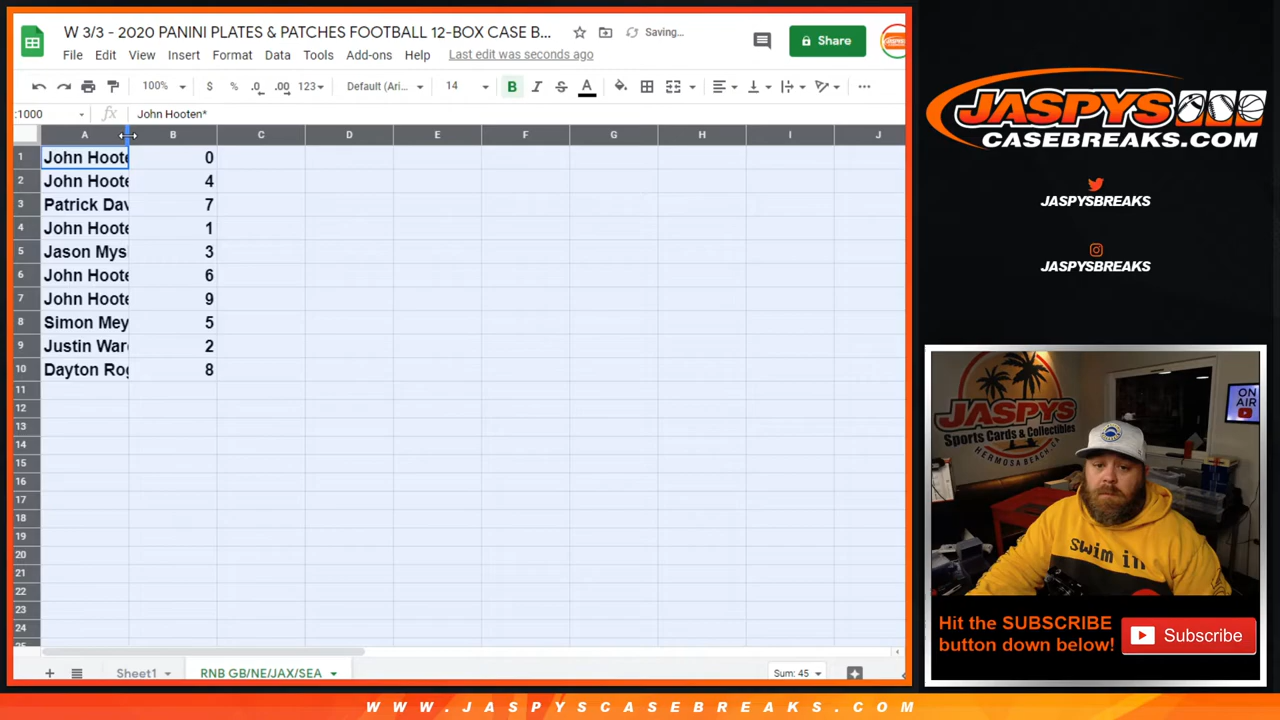 W 3/3 - 2020 PANINI PLATES & PATCHES FOOTBALL 12-BOX CASE B...
Saving...
File Edit View Insert Format Data Tools Add-ons Help Last edit was seconds ago
Share
100% $ % .0 .00 123 Default (Ari... 14 B I S A
:1000 fx John Hooten*
A B C D E F G H I J
1 John Hoote 0
2 John Hoote 4
3 Patrick Dav 7
4 John Hoote 1
5 Jason Mys 3
6 John Hoote 6
7 John Hoote 9
8 Simon Mey 5
9 Justin Ward 2
10 Dayton Rog 8
11
12
13
14
15
16
17
18
19
20
21
22
23
24
Sheet1 RNB GB/NE/JAX/SEA Sum: 45
JASPYS
CASEBREAKS.COM
JASPYSBREAKS
JASPYSBREAKS
JASPYS
Sports Cards & Collectibles
HERMOSA BEACH, CA
ON
AIR
Swim in
Hit the SUBSCRIBE
button down below!
Subscribe
WWW.JASPYSCASEBREAKS.COM